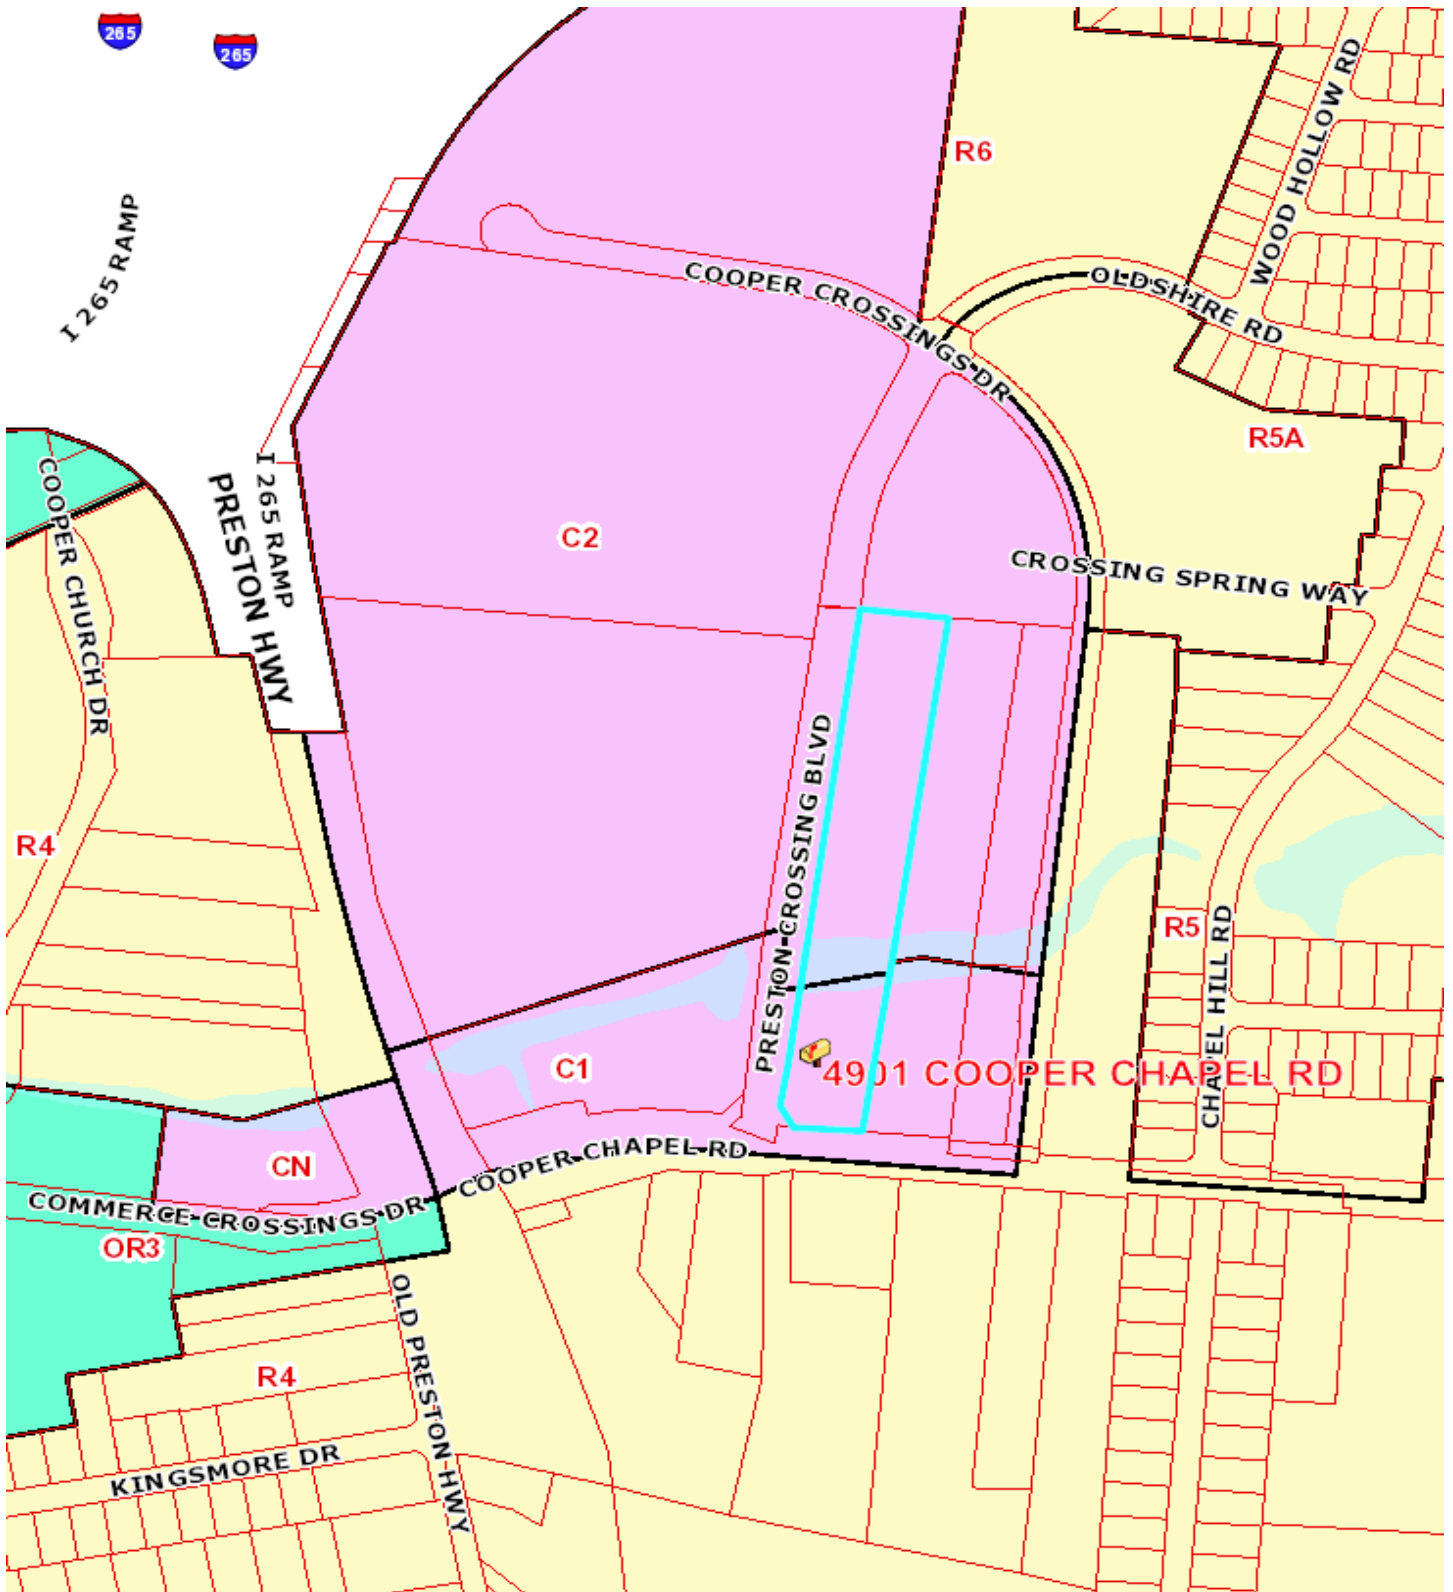 265
265
R6
WOOD HOLLOW RD
I 265 RAMP
COOPER CROSSINGS DR
OLDSHIRE RD
R5A
COOPER CHURCH DR
I 265 RAMP
PRESTON HWY
C2
CROSSING SPRING WAY
PRESTON CROSSING BLVD
R4
R5
CHAPEL HILL RD
C1
4901 COOPER CHAPEL RD
CN
COOPER CHAPEL RD
COMMERCE CROSSINGS DR
OR3
OLD PRESTON HWY
R4
KINGSMORE DR